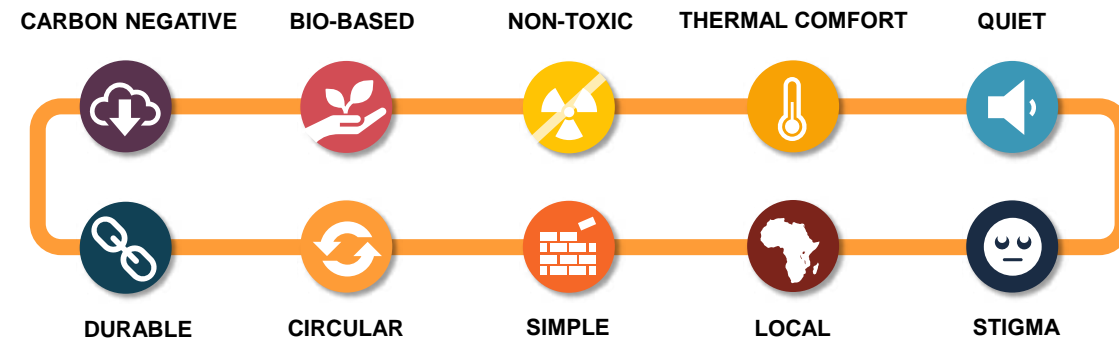 CARBON NEGATIVE
BIO-BASED
NON-TOXIC
THERMAL COMFORT
QUIET
DURABLE
CIRCULAR
SIMPLE
LOCAL
STIGMA